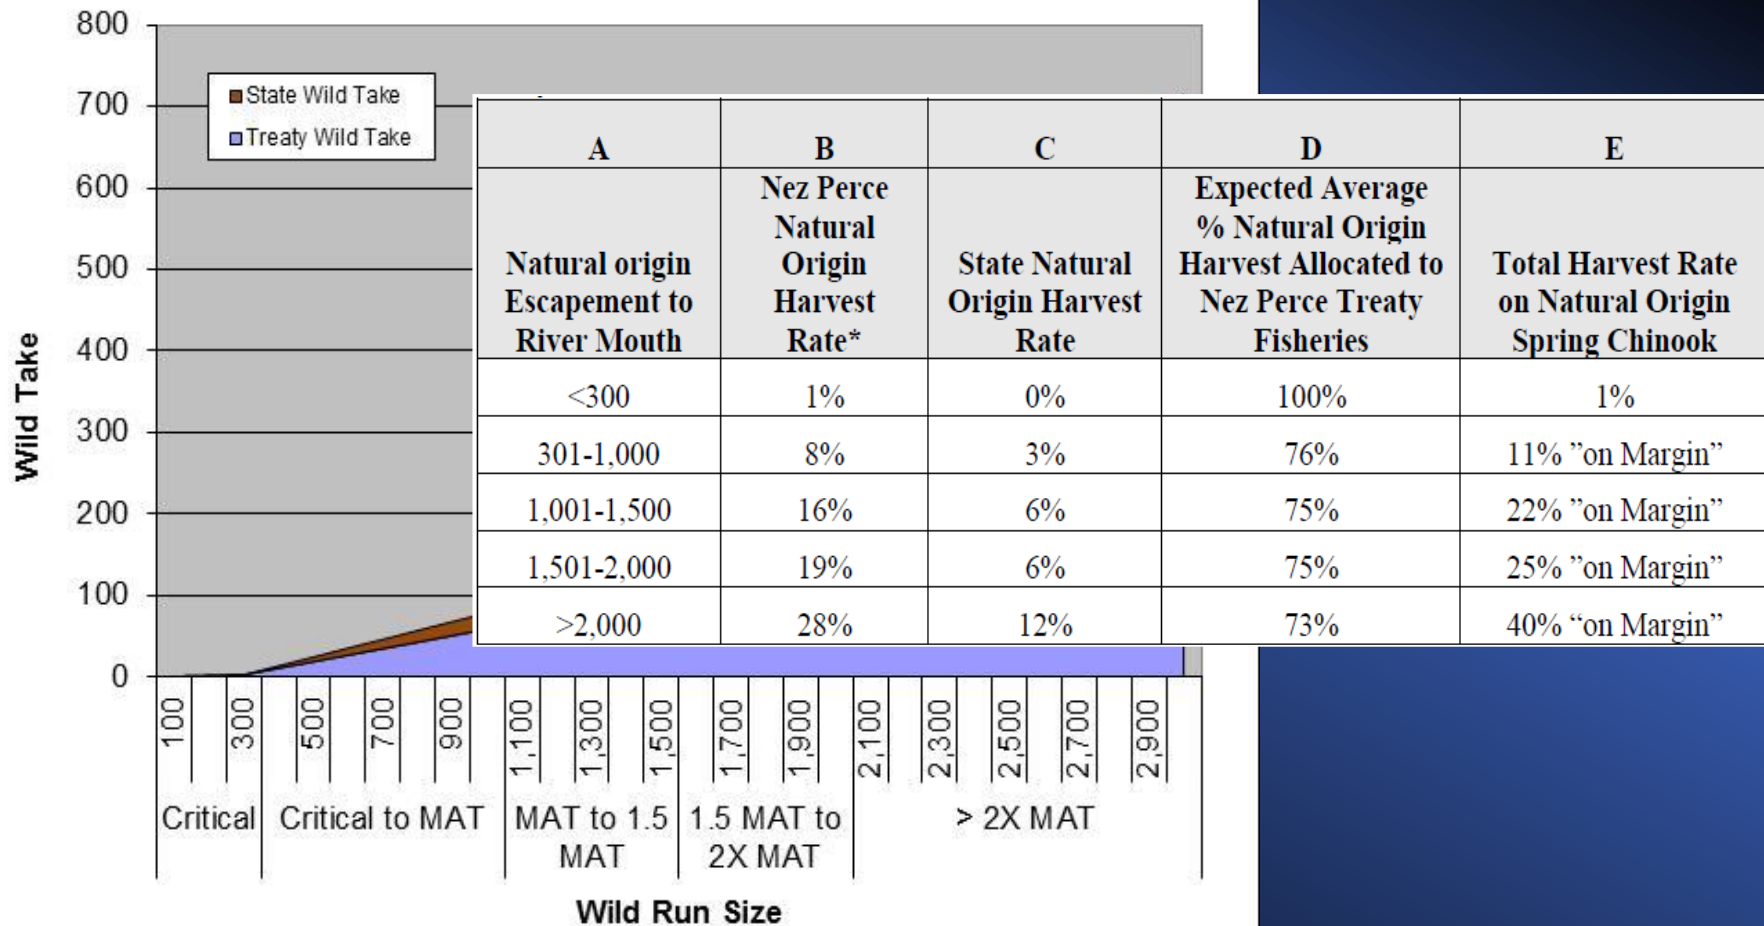 800
700
600
500
400
300
200
100
0
Wild Take
State Wild Take
Treaty Wild Take
A B C D E
Natural origin
Escapement to
River Mouth
Nez Perce
Natural
Origin
Harvest
Rate*
State Natural
Origin Harvest
Rate
Expected Average
% Natural Origin
Harvest Allocated to
Nez Perce Treaty
Fisheries
Total Harvest Rate
on Natural Origin
Spring Chinook
<300 1% 0% 100% 1%
301-1,000 8% 3% 76% 11% ”on Margin”
1,001-1,500 16% 6% 75% 22% ”on Margin”
1,501-2,000 19% 6% 75% 25% ”on Margin”
>2,000 28% 12% 73% 40% “on Margin”
100 300 500 700 900 1,100 1,300 1,500 1,700 1,900 2,100 2,300 2,500 2,700 2,900
Critical
Critical to MAT
MAT to 1.5
MAT
1.5 MAT to
2X MAT
> 2X MAT
Wild Run Size